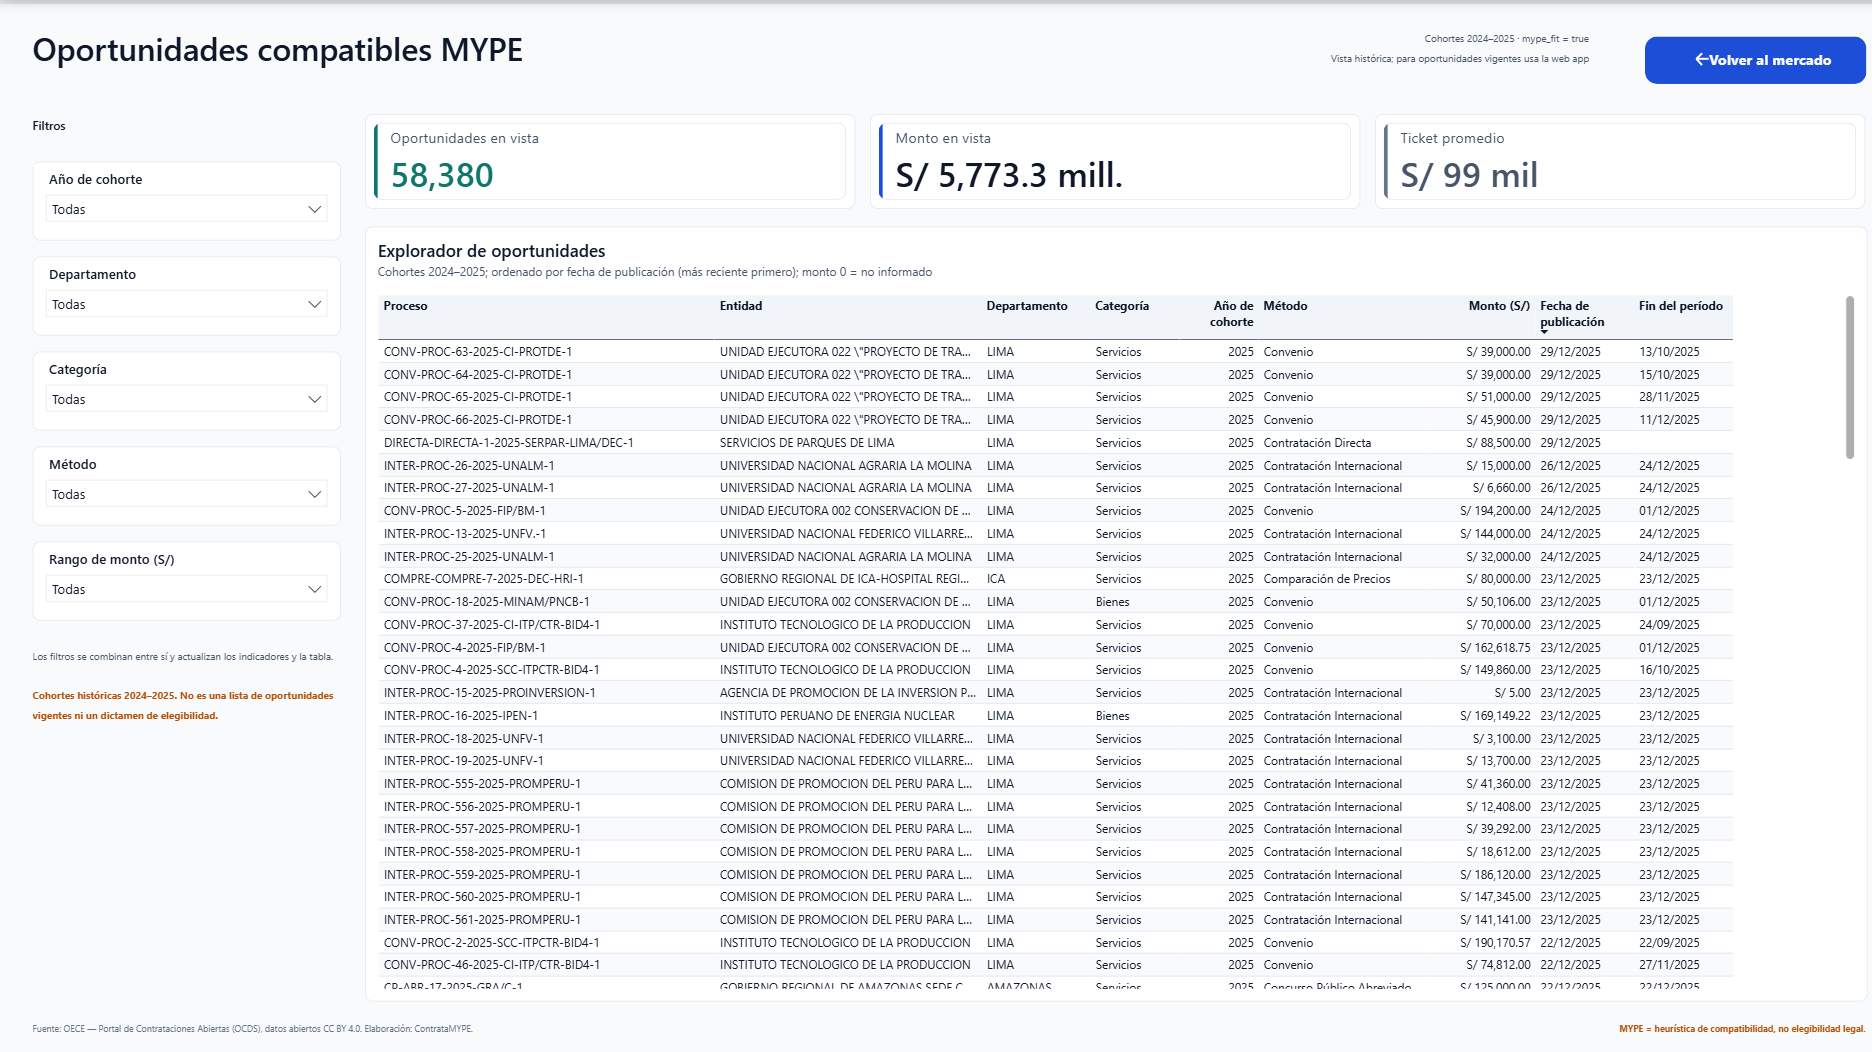 Oportunidades compatibles MYPE
Cohortes 2024–2025 · mype_fit = true
Vista histórica; para oportunidades vigentes usa la web app
←Volver al mercado
Filtros
Año de cohorte
Todas
Departamento
Todas
Categoría
Todas
Método
Todas
Rango de monto (S/)
Todas
Los filtros se combinan entre sí y actualizan los indicadores y la tabla.
Cohortes históricas 2024–2025. No es una lista de oportunidades
vigentes ni un dictamen de elegibilidad.
Oportunidades en vista
58,380
Monto en vista
S/ 5,773.3 mill.
Ticket promedio
S/ 99 mil
Explorador de oportunidades
Cohortes 2024–2025; ordenado por fecha de publicación (más reciente primero); monto 0 = no informado
Proceso Entidad Departamento Categoría Año de cohorte Método Monto (S/) Fecha de publicación Fin del período
CONV-PROC-63-2025-CI-PROTDE-1 UNIDAD EJECUTORA 022 \"PROYECTO DE TRA... LIMA Servicios 2025 Convenio S/ 39,000.00 29/12/2025 13/10/2025
CONV-PROC-64-2025-CI-PROTDE-1 UNIDAD EJECUTORA 022 \"PROYECTO DE TRA... LIMA Servicios 2025 Convenio S/ 39,000.00 29/12/2025 15/10/2025
CONV-PROC-65-2025-CI-PROTDE-1 UNIDAD EJECUTORA 022 \"PROYECTO DE TRA... LIMA Servicios 2025 Convenio S/ 51,000.00 29/12/2025 28/11/2025
CONV-PROC-66-2025-CI-PROTDE-1 UNIDAD EJECUTORA 022 \"PROYECTO DE TRA... LIMA Servicios 2025 Convenio S/ 45,900.00 29/12/2025 11/12/2025
DIRECTA-DIRECTA-1-2025-SERPAR-LIMA/DEC-1 SERVICIOS DE PARQUES DE LIMA LIMA Servicios 2025 Contratación Directa S/ 88,500.00 29/12/2025
INTER-PROC-26-2025-UNALM-1 UNIVERSIDAD NACIONAL AGRARIA LA MOLINA LIMA Servicios 2025 Contratación Internacional S/ 15,000.00 26/12/2025 24/12/2025
INTER-PROC-27-2025-UNALM-1 UNIVERSIDAD NACIONAL AGRARIA LA MOLINA LIMA Servicios 2025 Contratación Internacional S/ 6,660.00 26/12/2025 24/12/2025
CONV-PROC-5-2025-FIP/BM-1 UNIDAD EJECUTORA 002 CONSERVACION DE ... LIMA Servicios 2025 Convenio S/ 194,200.00 24/12/2025 01/12/2025
INTER-PROC-13-2025-UNFV.-1 UNIVERSIDAD NACIONAL FEDERICO VILLARRE... LIMA Servicios 2025 Contratación Internacional S/ 144,000.00 24/12/2025 24/12/2025
INTER-PROC-25-2025-UNALM-1 UNIVERSIDAD NACIONAL AGRARIA LA MOLINA LIMA Servicios 2025 Contratación Internacional S/ 32,000.00 24/12/2025 24/12/2025
COMPRE-COMPRE-7-2025-DEC-HRI-1 GOBIERNO REGIONAL DE ICA-HOSPITAL REGI... ICA Servicios 2025 Comparación de Precios S/ 80,000.00 23/12/2025 23/12/2025
CONV-PROC-18-2025-MINAM/PNCB-1 UNIDAD EJECUTORA 002 CONSERVACION DE ... LIMA Bienes 2025 Convenio S/ 50,106.00 23/12/2025 01/12/2025
CONV-PROC-37-2025-CI-ITP/CTR-BID4-1 INSTITUTO TECNOLOGICO DE LA PRODUCCION LIMA Servicios 2025 Convenio S/ 70,000.00 23/12/2025 24/09/2025
CONV-PROC-4-2025-FIP/BM-1 UNIDAD EJECUTORA 002 CONSERVACION DE ... LIMA Servicios 2025 Convenio S/ 162,618.75 23/12/2025 01/12/2025
CONV-PROC-4-2025-SCC-ITPCTR-BID4-1 INSTITUTO TECNOLOGICO DE LA PRODUCCION LIMA Servicios 2025 Convenio S/ 149,860.00 23/12/2025 16/10/2025
INTER-PROC-15-2025-PROINVERSION-1 AGENCIA DE PROMOCION DE LA INVERSION P... LIMA Servicios 2025 Contratación Internacional S/ 5.00 23/12/2025 23/12/2025
INTER-PROC-16-2025-IPEN-1 INSTITUTO PERUANO DE ENERGIA NUCLEAR LIMA Bienes 2025 Contratación Internacional S/ 169,149.22 23/12/2025 23/12/2025
INTER-PROC-18-2025-UNFV-1 UNIVERSIDAD NACIONAL FEDERICO VILLARRE... LIMA Servicios 2025 Contratación Internacional S/ 3,100.00 23/12/2025 23/12/2025
INTER-PROC-19-2025-UNFV-1 UNIVERSIDAD NACIONAL FEDERICO VILLARRE... LIMA Servicios 2025 Contratación Internacional S/ 13,700.00 23/12/2025 23/12/2025
INTER-PROC-555-2025-PROMPERU-1 COMISION DE PROMOCION DEL PERU PARA L... LIMA Servicios 2025 Contratación Internacional S/ 41,360.00 23/12/2025 23/12/2025
INTER-PROC-556-2025-PROMPERU-1 COMISION DE PROMOCION DEL PERU PARA L... LIMA Servicios 2025 Contratación Internacional S/ 12,408.00 23/12/2025 23/12/2025
INTER-PROC-557-2025-PROMPERU-1 COMISION DE PROMOCION DEL PERU PARA L... LIMA Servicios 2025 Contratación Internacional S/ 39,292.00 23/12/2025 23/12/2025
INTER-PROC-558-2025-PROMPERU-1 COMISION DE PROMOCION DEL PERU PARA L... LIMA Servicios 2025 Contratación Internacional S/ 18,612.00 23/12/2025 23/12/2025
INTER-PROC-559-2025-PROMPERU-1 COMISION DE PROMOCION DEL PERU PARA L... LIMA Servicios 2025 Contratación Internacional S/ 186,120.00 23/12/2025 23/12/2025
INTER-PROC-560-2025-PROMPERU-1 COMISION DE PROMOCION DEL PERU PARA L... LIMA Servicios 2025 Contratación Internacional S/ 147,345.00 23/12/2025 23/12/2025
INTER-PROC-561-2025-PROMPERU-1 COMISION DE PROMOCION DEL PERU PARA L... LIMA Servicios 2025 Contratación Internacional S/ 141,141.00 23/12/2025 23/12/2025
CONV-PROC-2-2025-SCC-ITPCTR-BID4-1 INSTITUTO TECNOLOGICO DE LA PRODUCCION LIMA Servicios 2025 Convenio S/ 190,170.57 22/12/2025 22/09/2025
CONV-PROC-46-2025-CI-ITP/CTR-BID4-1 INSTITUTO TECNOLOGICO DE LA PRODUCCION LIMA Servicios 2025 Convenio S/ 74,812.00 22/12/2025 27/11/2025
CP-ABR-17-2025-GRA/C-1 GOBIERNO REGIONAL DE AMAZONAS SEDE C... AMAZONAS Servicios 2025 Concurso Público Abreviado S/ 125,000.00 22/12/2025 22/12/2025
Fuente: OECE — Portal de Contrataciones Abiertas (OCDS), datos abiertos CC BY 4.0. Elaboración: ContrataMYPE.
MYPE = heurística de compatibilidad, no elegibilidad legal.